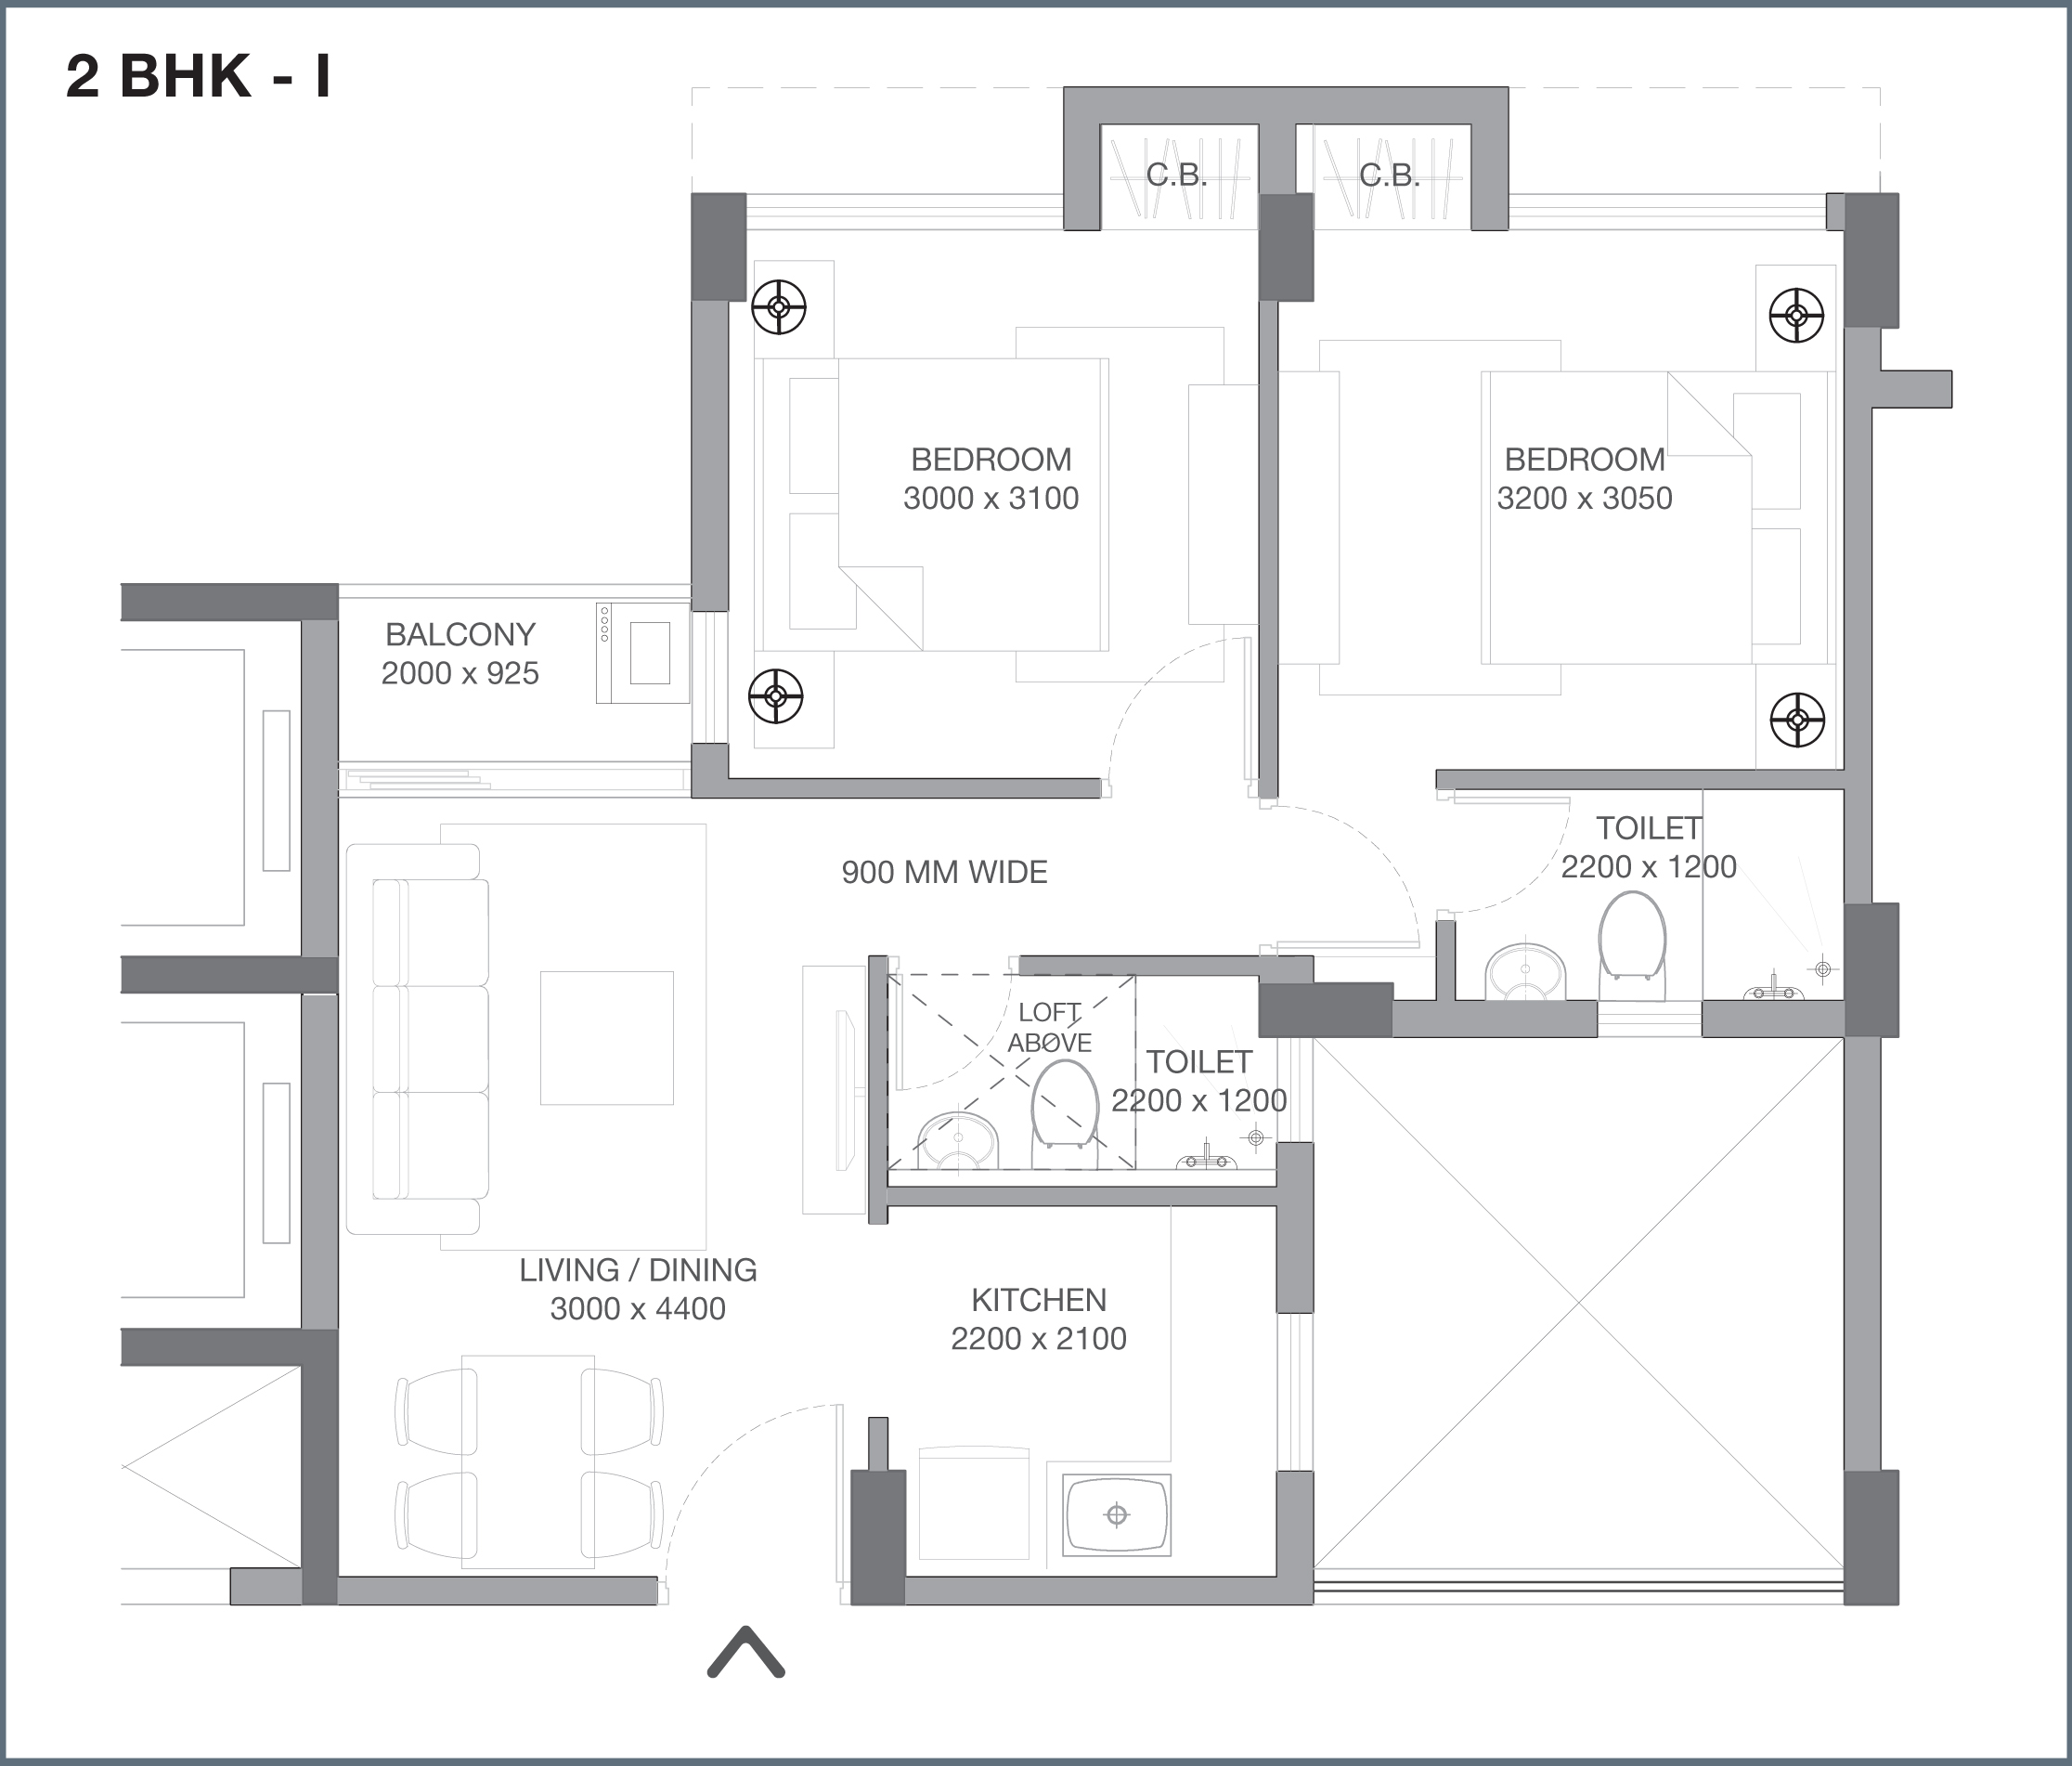 2 BHK - I
C.B.
C.B.
BEDROOM
3000 x 3100
BEDROOM
3200 x 3050
BALCONY
2000 x 925
TOILET
2200 x 1200
900 MM WIDE
LOFT
ABOVE
TOILET
2200 x 1200
LIVING / DINING
3000 x 4400
KITCHEN
2200 x 2100